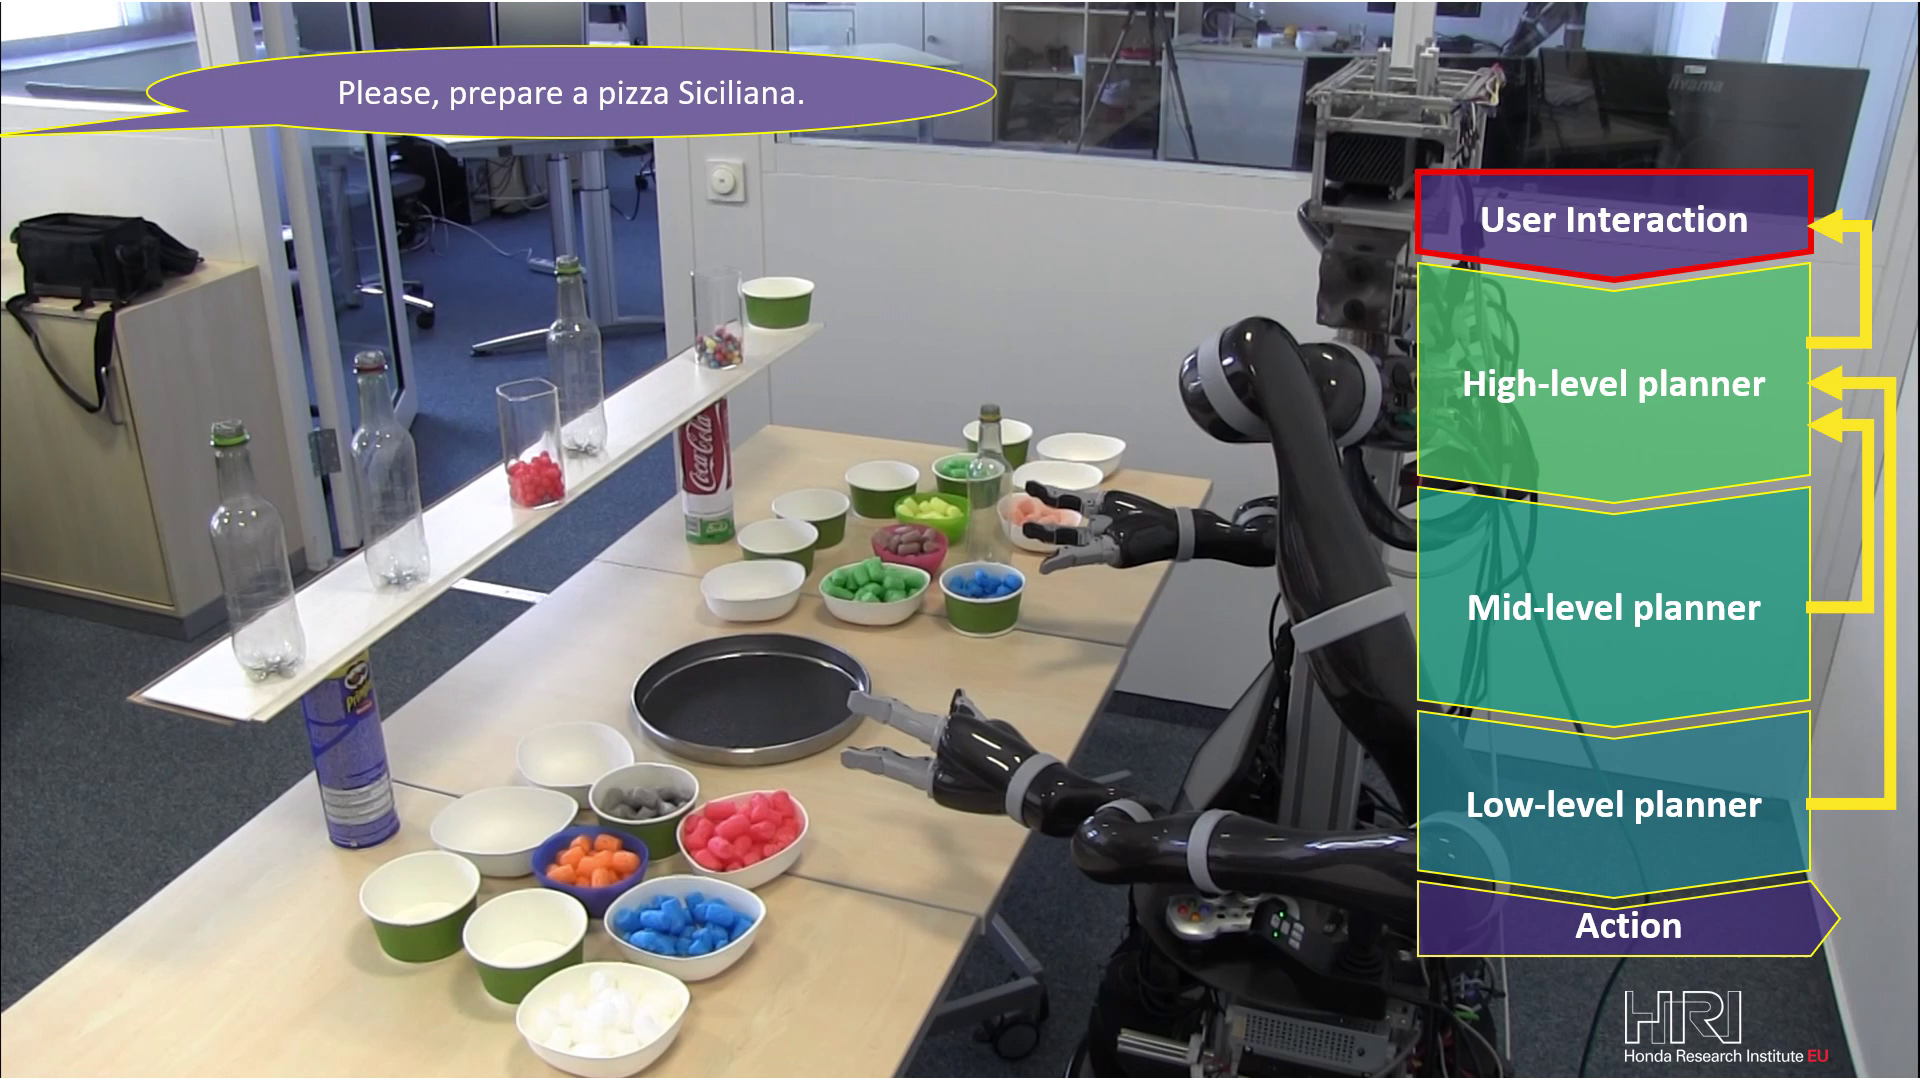 Please, prepare a pizza Siciliana.
iiyama
User Interaction
High-level planner
Coca-Cola
Mid-level planner
Pringles
Low-level planner
Action
HRI
Honda Research Institute EU